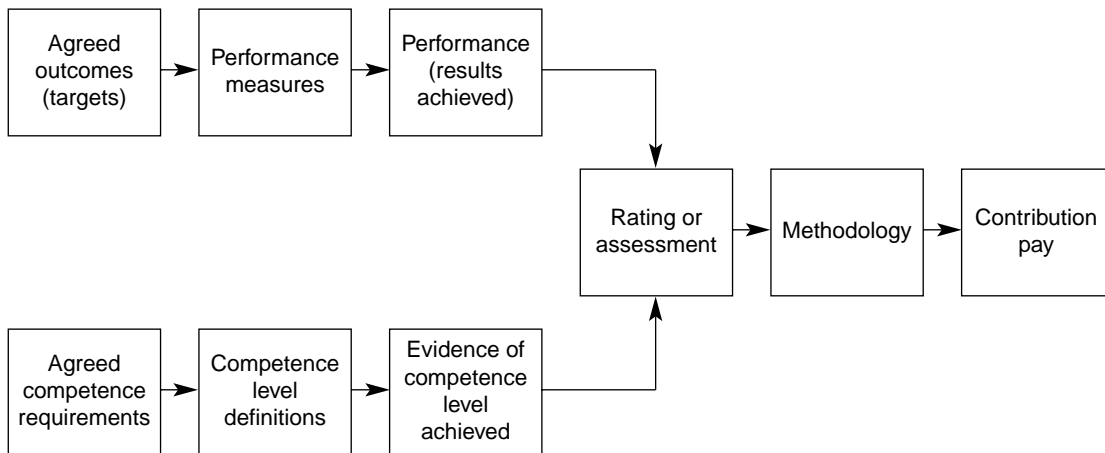 Agreed
outcomes
(targets)
Performance
measures
Performance
(results
achieved)
Rating or
assessment
Methodology
Contribution
pay
Agreed
competence
requirements
Competence
level
definitions
Evidence of
competence
level
achieved